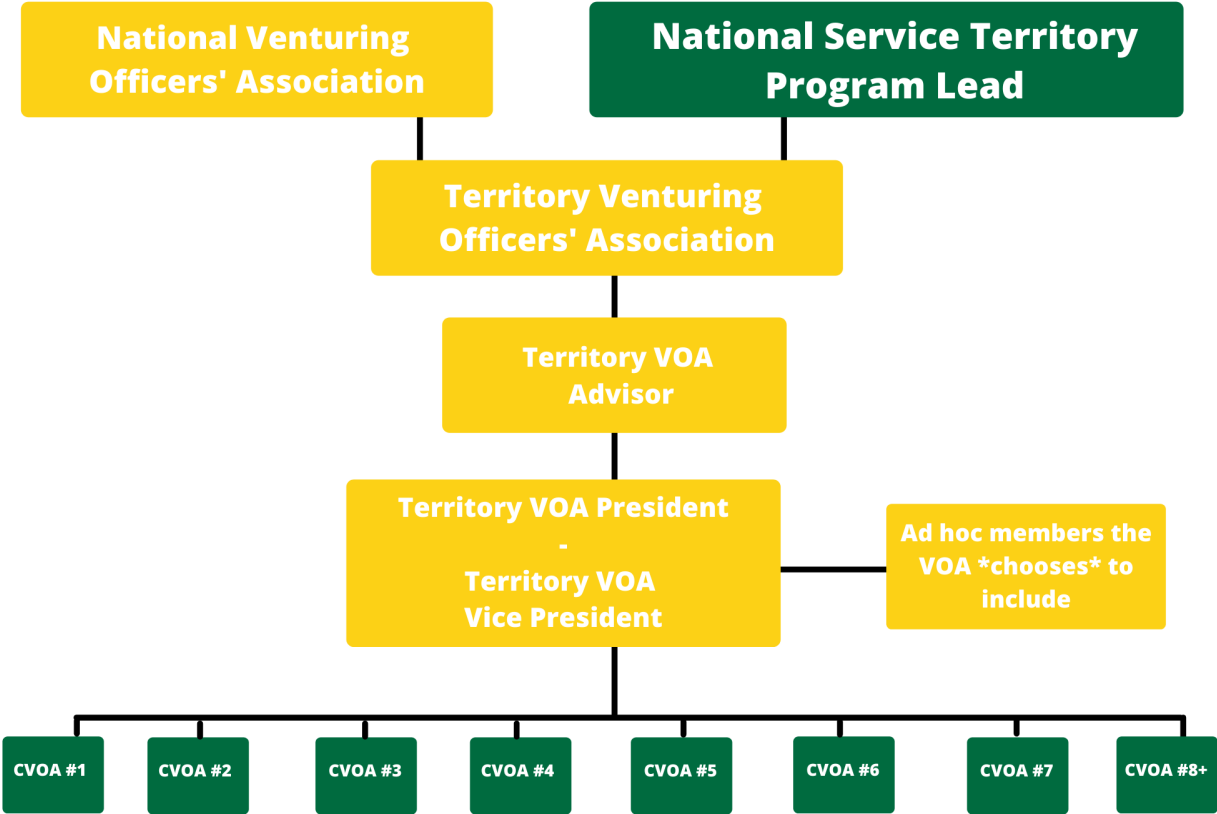 National Venturing
Officers' Association
National Service Territory
Program Lead
Territory Venturing
Officers' Association
Territory VOA
Advisor
Territory VOA President
-
Territory VOA
Vice President
Ad hoc members the
VOA *chooses* to
include
CVOA #1
CVOA #2
CVOA #3
CVOA #4
CVOA #5
CVOA #6
CVOA #7
CVOA #8+